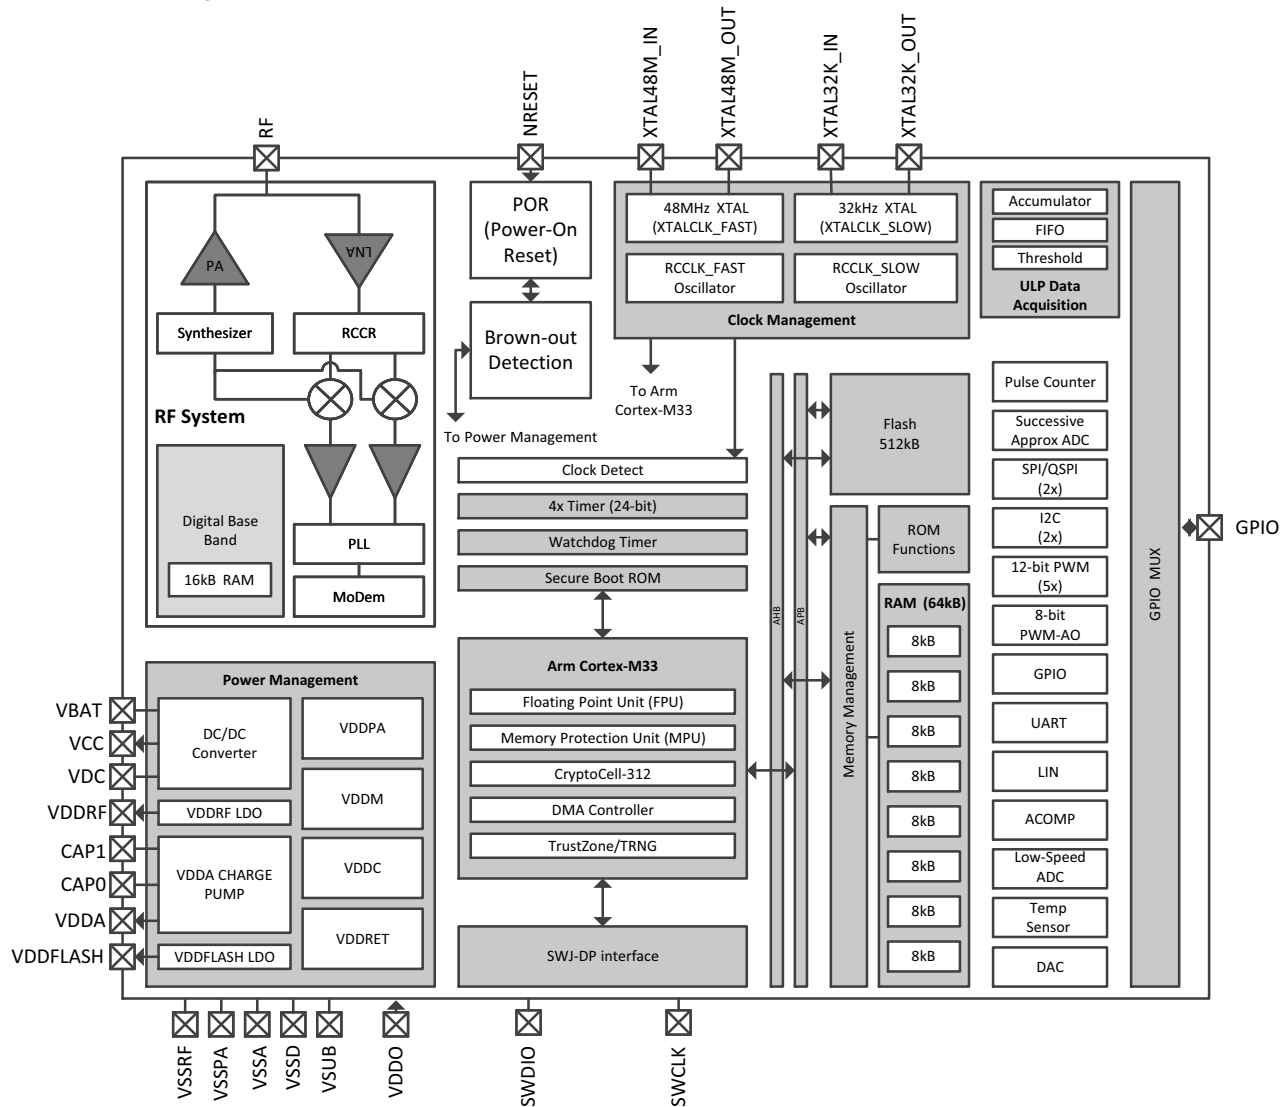 RF
NRESET
XTAL48M_IN
XTAL48M_OUT
XTAL32K_IN
XTAL32K_OUT
PA
LNA
Synthesizer
RCCR
RF System
Digital Base
Band
16kB RAM
PLL
MoDem
POR
(Power-On
Reset)
Brown-out
Detection
To Power Management
48MHz XTAL
(XTALCLK_FAST)
32kHz XTAL
(XTALCLK_SLOW)
RCCLK_FAST
Oscillator
RCCLK_SLOW
Oscillator
Clock Management
To Arm
Cortex-M33
Accumulator
FIFO
Threshold
ULP Data
Acquisition
Clock Detect
4x Timer (24-bit)
Watchdog Timer
Secure Boot ROM
Arm Cortex-M33
Floating Point Unit (FPU)
Memory Protection Unit (MPU)
CryptoCell-312
DMA Controller
TrustZone/TRNG
SWJ-DP interface
AHB
APB
Flash
512kB
Memory Management
ROM
Functions
RAM (64kB)
8kB
8kB
8kB
8kB
8kB
8kB
8kB
8kB
Pulse Counter
Successive
Approx ADC
SPI/QSPI
(2x)
I2C
(2x)
12-bit PWM
(5x)
8-bit
PWM-AO
GPIO
UART
LIN
ACOMP
Low-Speed
ADC
Temp
Sensor
DAC
GPIO MUX
GPIO
Power Management
DC/DC
Converter
VDDRF LDO
VDDA CHARGE
PUMP
VDDFLASH LDO
VDDPA
VDDM
VDDC
VDDRET
VBAT
VCC
VDC
VDDRF
CAP1
CAP0
VDDA
VDDFLASH
VSSRF
VSSPA
VSSA
VSSD
VSUB
VDDO
SWDIO
SWCLK